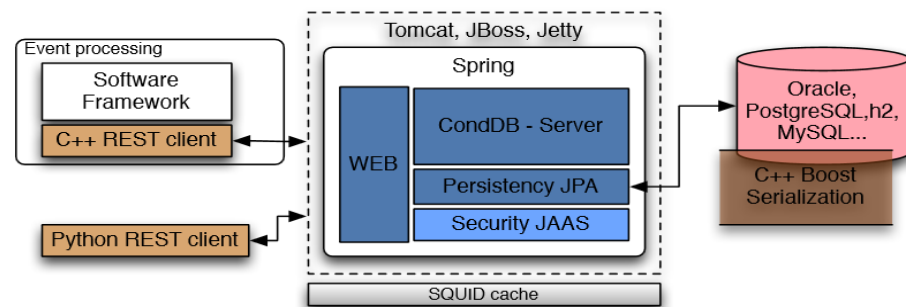 Event processing
Software
Framework
C++ REST client
Python REST client
Tomcat, JBoss, Jetty
Spring
WEB
CondDB - Server
Persistency JPA
Security JAAS
SQUID cache
Oracle,
PostgreSQL,h2,
MySQL...
C++ Boost
Serialization